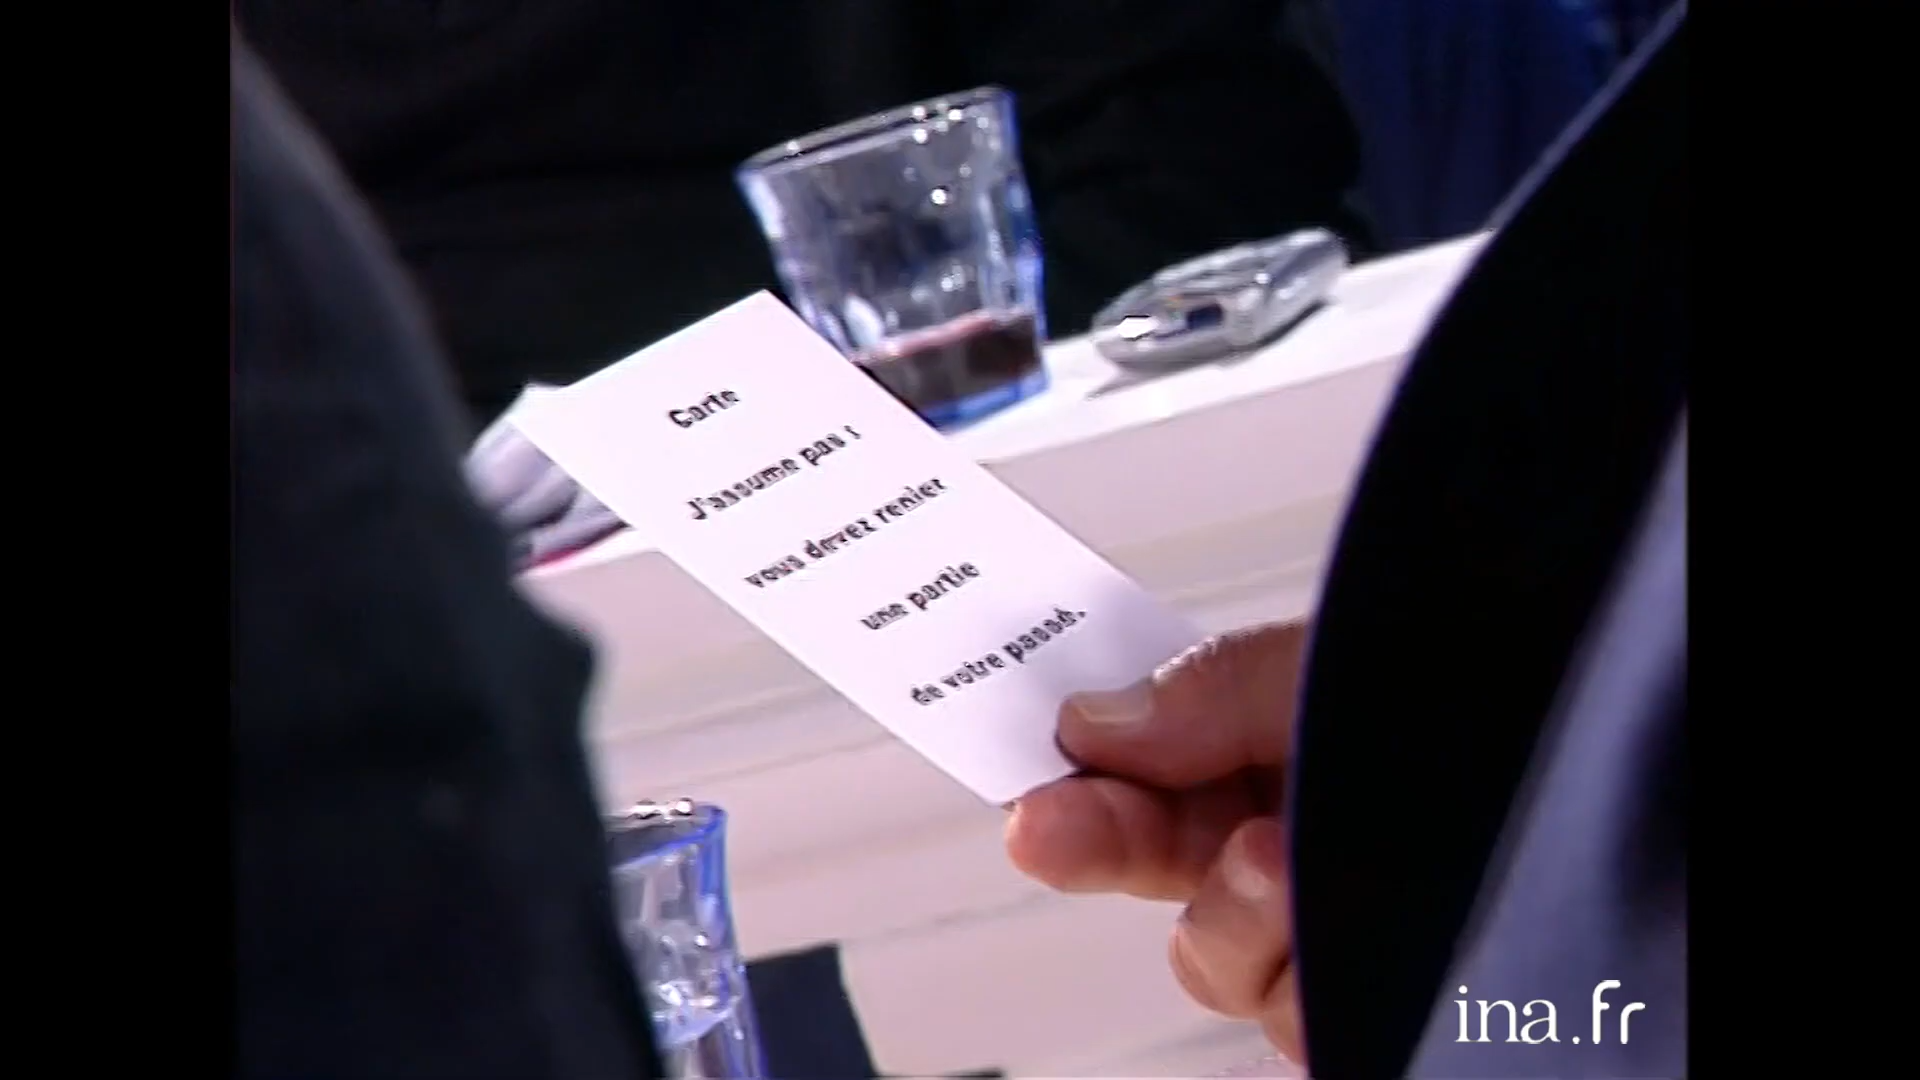 Carte
J'assume pas :
vous devez renier
une partie
de votre passé.
ina.fr